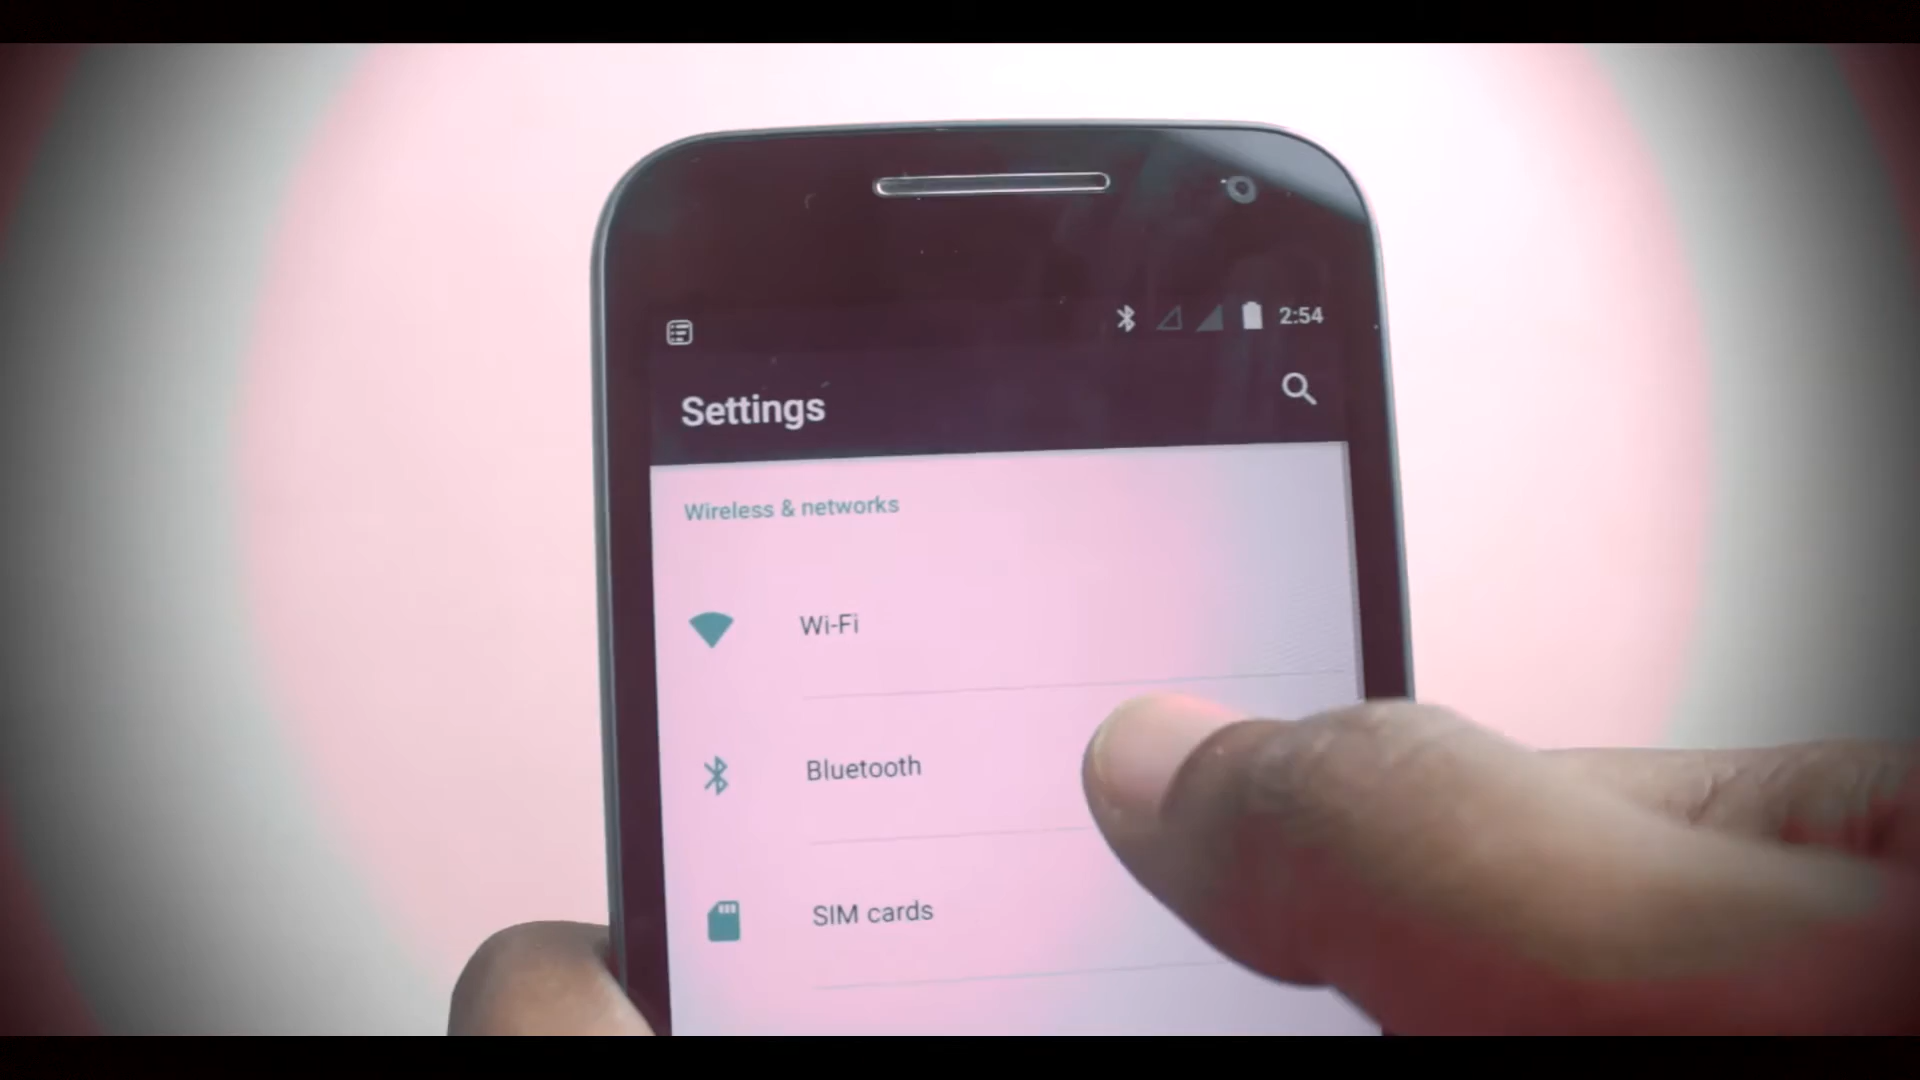 2:54
Settings
Wireless & networks
Wi-Fi
Bluetooth
SIM cards